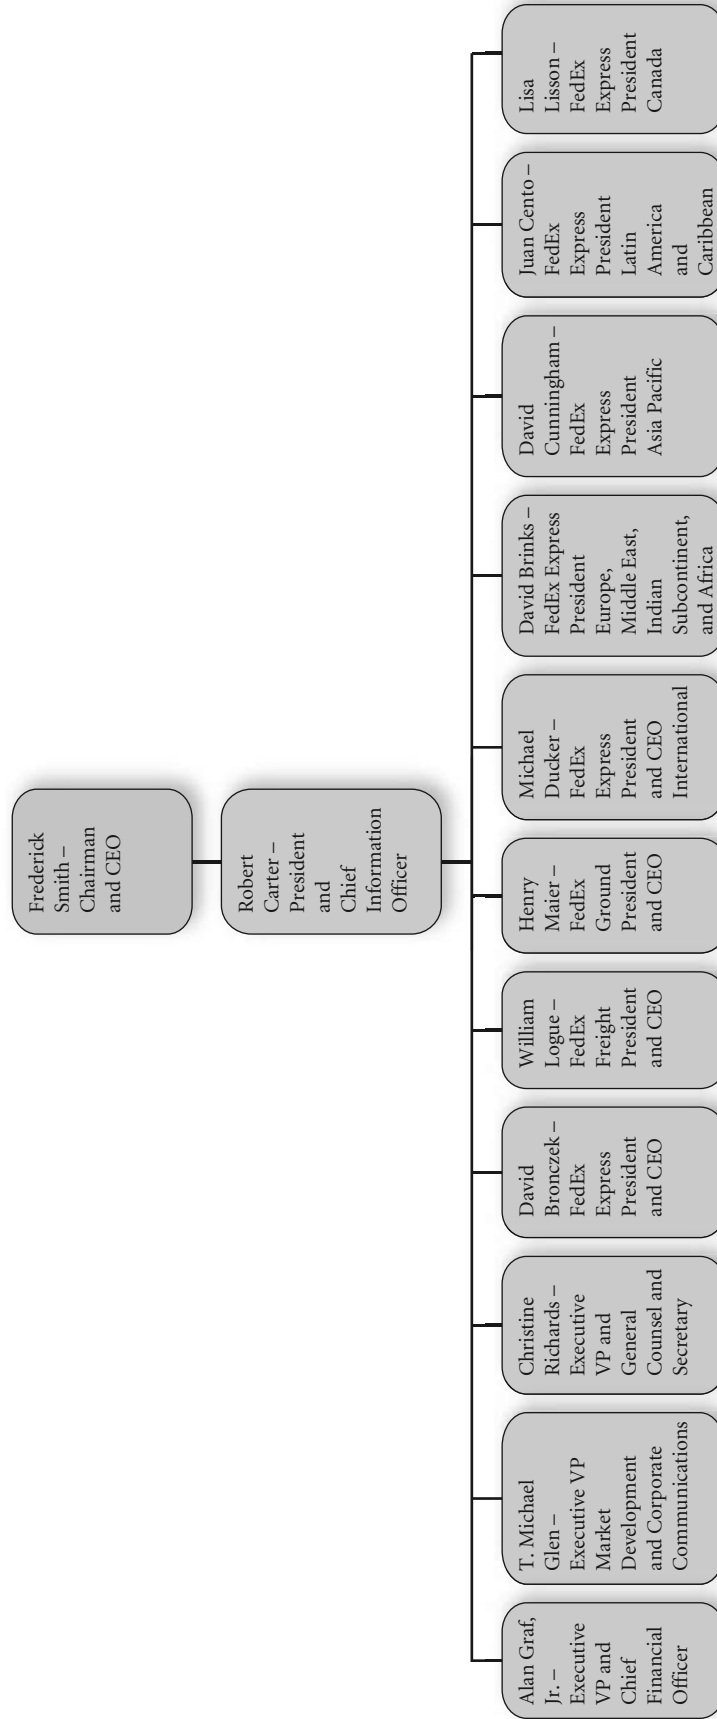 Frederick
Smith –
Chairman
and CEO
Robert
Carter –
President
and
Chief
Information
Officer
Alan Graf,
Jr. –
Executive
VP and
Chief
Financial
Officer
T. Michael
Glen –
Executive VP
Market
Development
and Corporate
Communications
Christine
Richards –
Executive
VP and
General
Counsel and
Secretary
David
Bronczek –
FedEx
Express
President
and CEO
William
Logue –
FedEx
Freight
President
and CEO
Henry
Maier –
FedEx
Ground
President
and CEO
Michael
Ducker –
FedEx
Express
President
and CEO
International
David Brinks –
FedEx Express
President
Europe,
Middle East,
Indian
Subcontinent,
and Africa
David
Cunningham –
FedEx
Express
President
Asia Pacific
Juan Cento –
FedEx
Express
President
Latin
America
and
Caribbean
Lisa
Lisson –
FedEx
Express
President
Canada